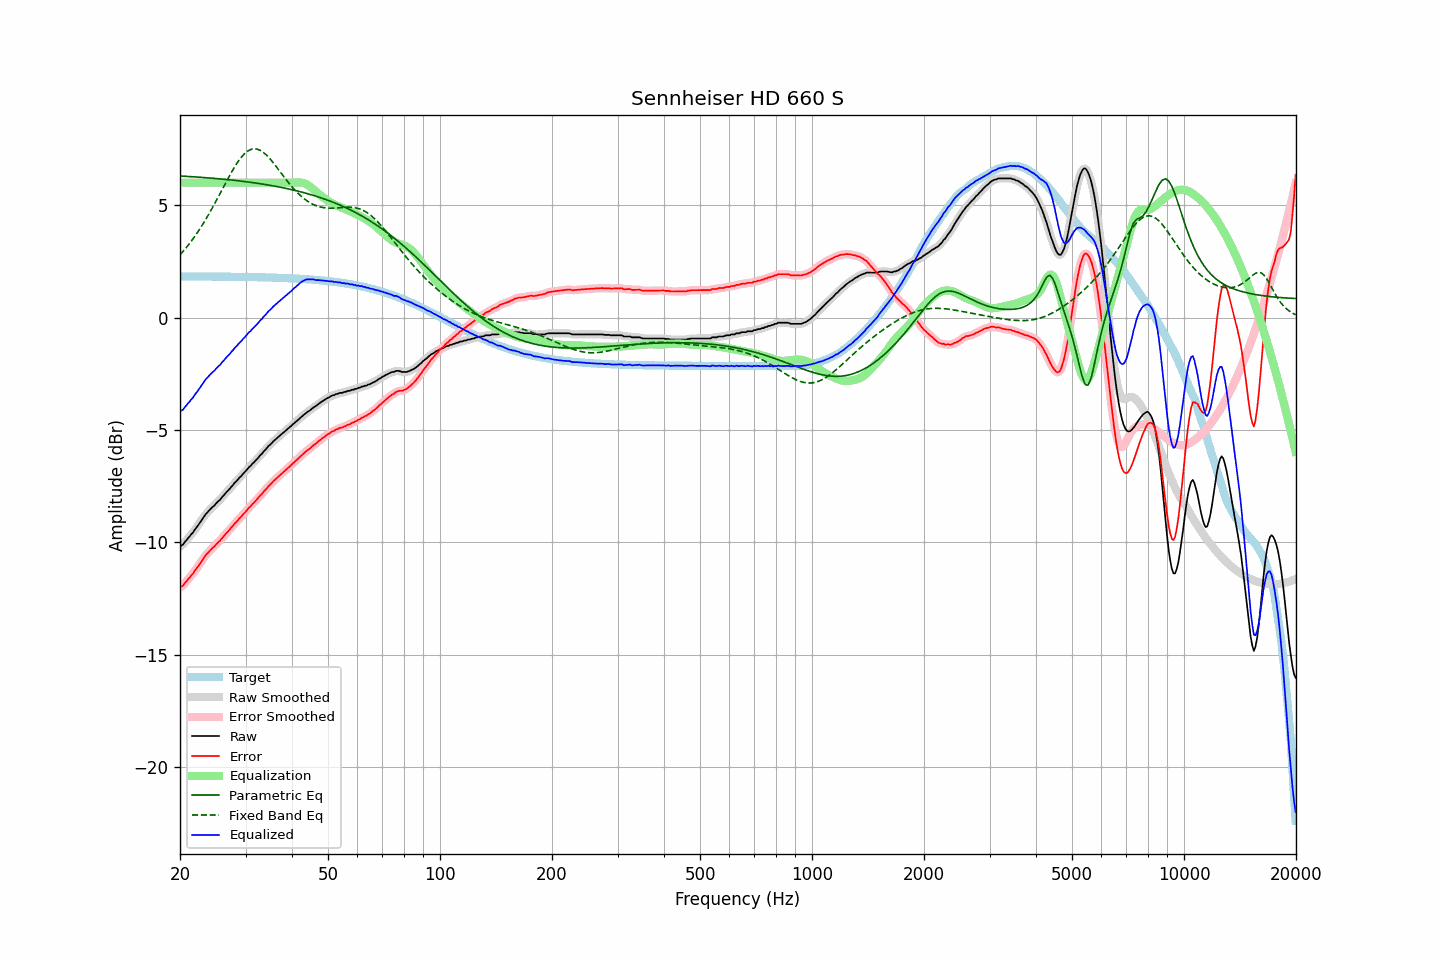 Sennheiser HD 660 S
Amplitude (dBr)
5
0
−5
−10
−15
−20
Target
Raw Smoothed
Error Smoothed
Raw
Error
Equalization
Parametric Eq
Fixed Band Eq
Equalized
20 50 100 200 500 1000 2000 5000 10000 20000
Frequency (Hz)